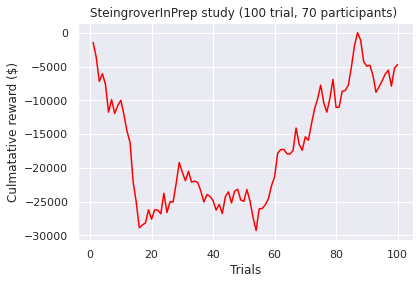 SteingroverInPrep study (100 trial, 70 participants)
Culmatative reward ($)
0
−5000
−10000
−15000
−20000
−25000
−30000
0 20 40 60 80 100
Trials